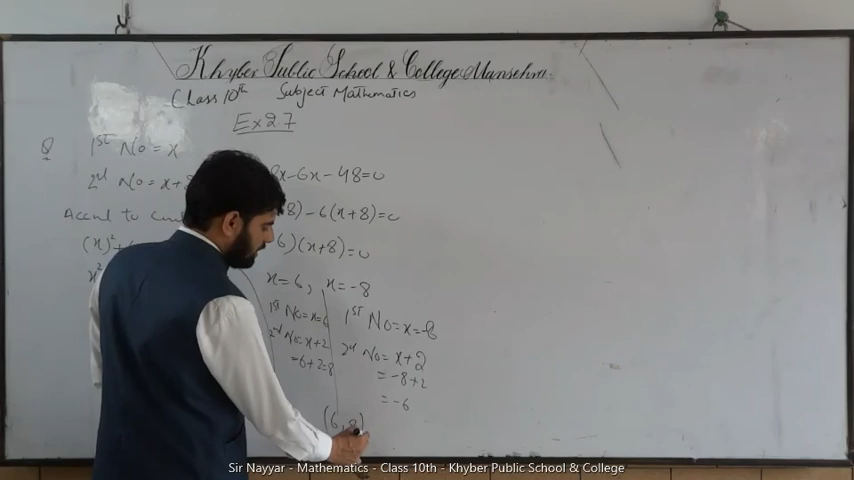 Khyber Public School & College Mansehra.
Class 10th Subject Mathematics
Ex 2.7
Q 1ST No = x
2nd No = x+
8x-6x-48=0
Accord to
8) -6(x+8)=0
(x)²+
6)(x+8)=0
x²
x=6, x=-8
1st No=x=6
2nd No=x+2
=6+2=8
1ST No=x=-8
2nd No=x+2
=-8+2
=-6
(6,8)
Sir Nayyar - Mathematics - Class 10th - Khyber Public School & College